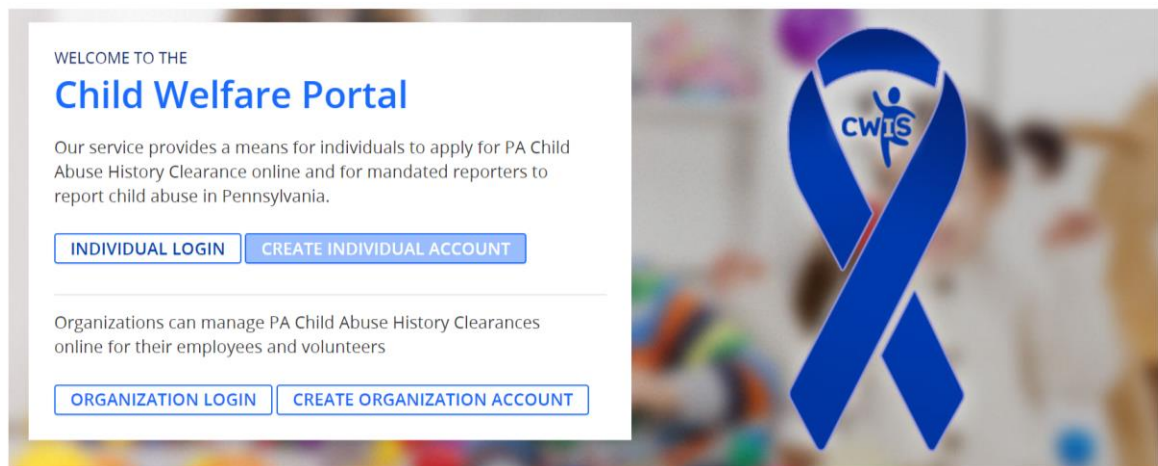 WELCOME TO THE
Child Welfare Portal
Our service provides a means for individuals to apply for PA Child
Abuse History Clearance online and for mandated reporters to
report child abuse in Pennsylvania.
INDIVIDUAL LOGIN CREATE INDIVIDUAL ACCOUNT
Organizations can manage PA Child Abuse History Clearances
online for their employees and volunteers
ORGANIZATION LOGIN CREATE ORGANIZATION ACCOUNT
CWIS